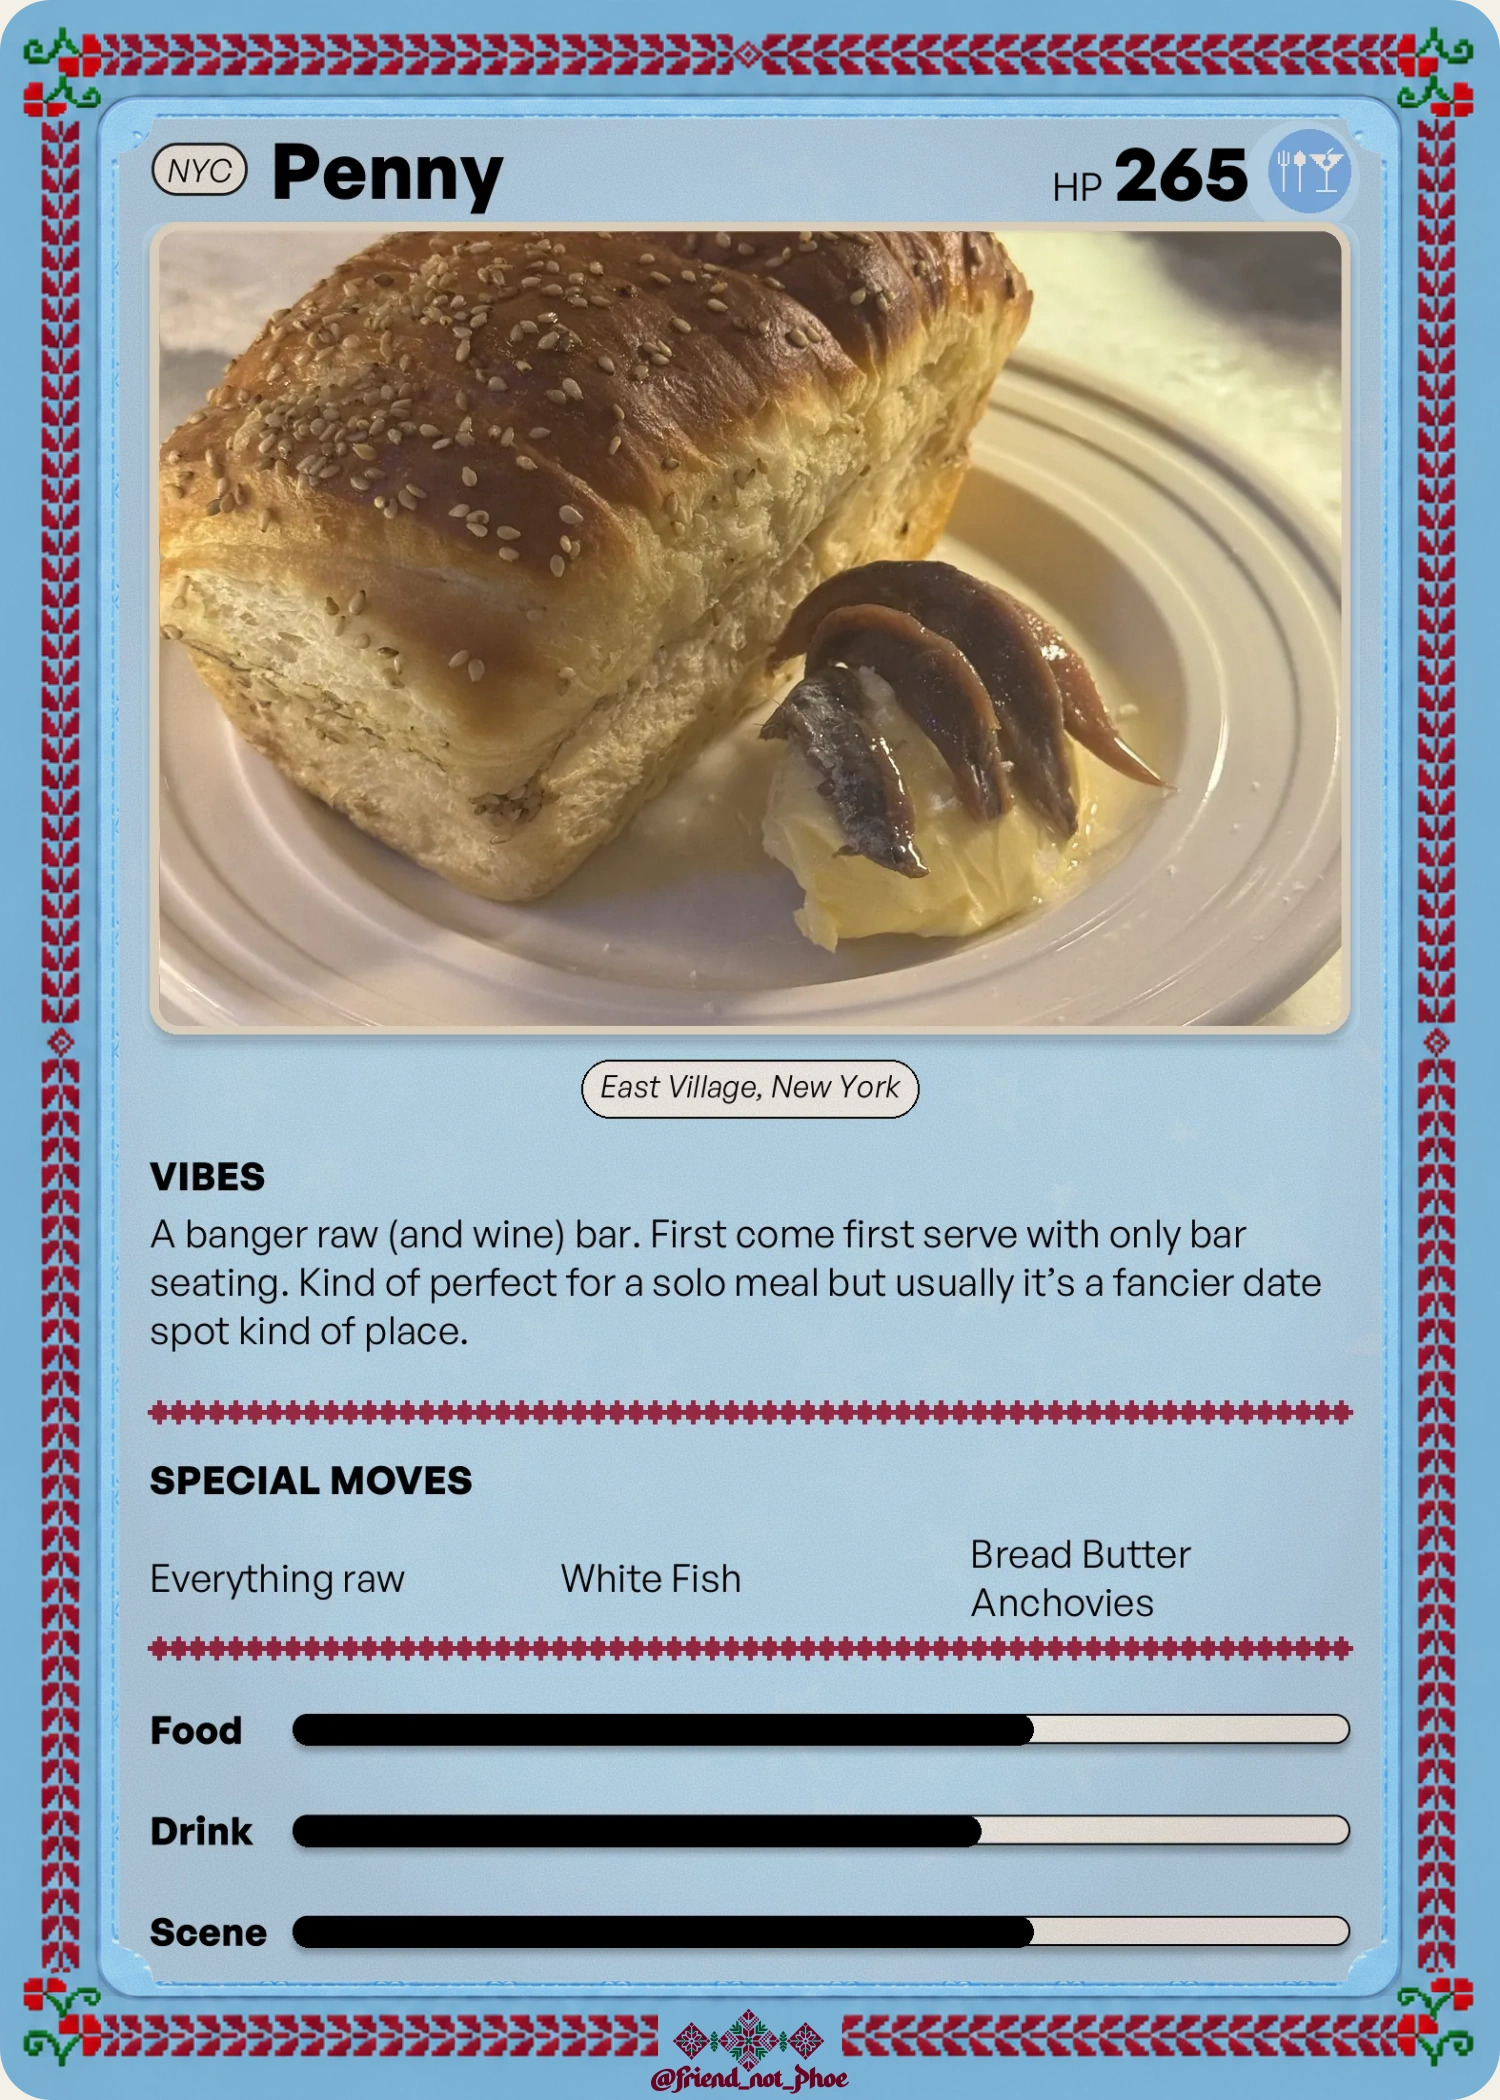 NYC Penny HP 265
East Village, New York
VIBES
A banger raw (and wine) bar. First come first serve with only bar
seating. Kind of perfect for a solo meal but usually it’s a fancier date
spot kind of place.
SPECIAL MOVES
Everything raw
White Fish
Bread Butter
Anchovies
Food
Drink
Scene
@friend_not_Phoe